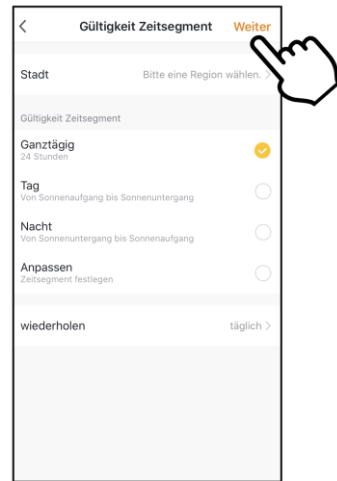 Gültigkeit Zeitsegment Weiter
Stadt Bitte eine Region wählen.
Gültigkeit Zeitsegment
Ganztägig
24 Stunden
Tag
Von Sonnenaufgang bis Sonnenuntergang
Nacht
Von Sonnenuntergang bis Sonnenaufgang
Anpassen
Zeitsegment festlegen
wiederholen täglich